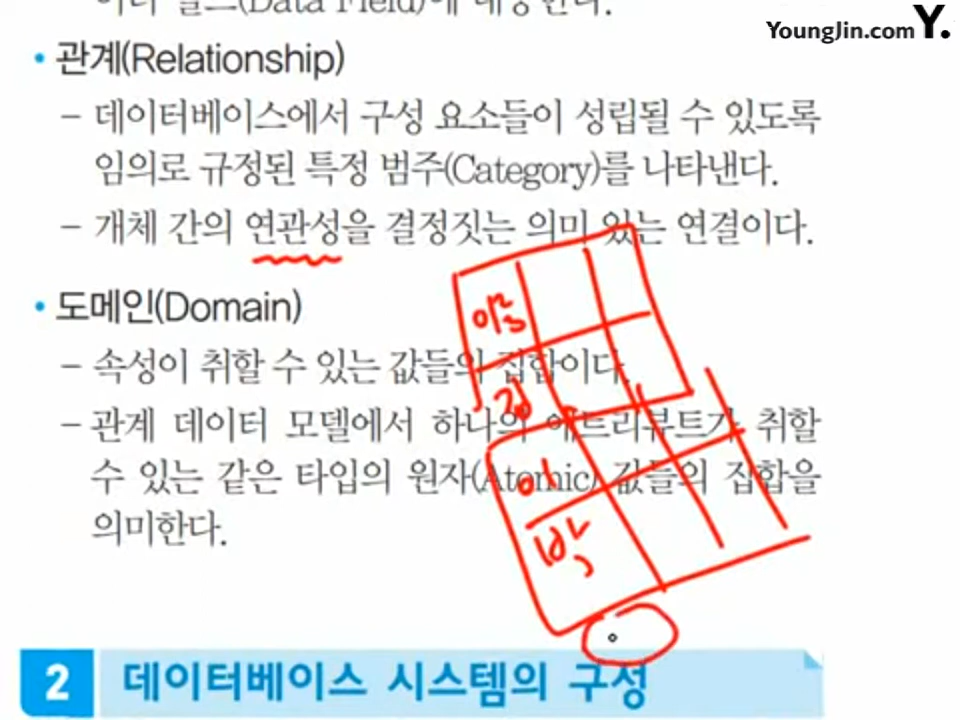 (Data Field)에
YoungJin.com Y.
• 관계(Relationship)
– 데이터베이스에서 구성 요소들이 성립될 수 있도록
임의로 규정된 특정 범주(Category)를 나타낸다.
– 개체 간의 연관성을 결정짓는 의미 있는 연결이다.
• 도메인(Domain)
– 속성이 취할 수 있는 값들의 집합이다.
– 관계 데이터 모델에서 하나의 애트리뷰트가 취할
수 있는 같은 타입의 원자(Atomic) 값들의 집합을
의미한다.
이
박
2 데이터베이스 시스템의 구성